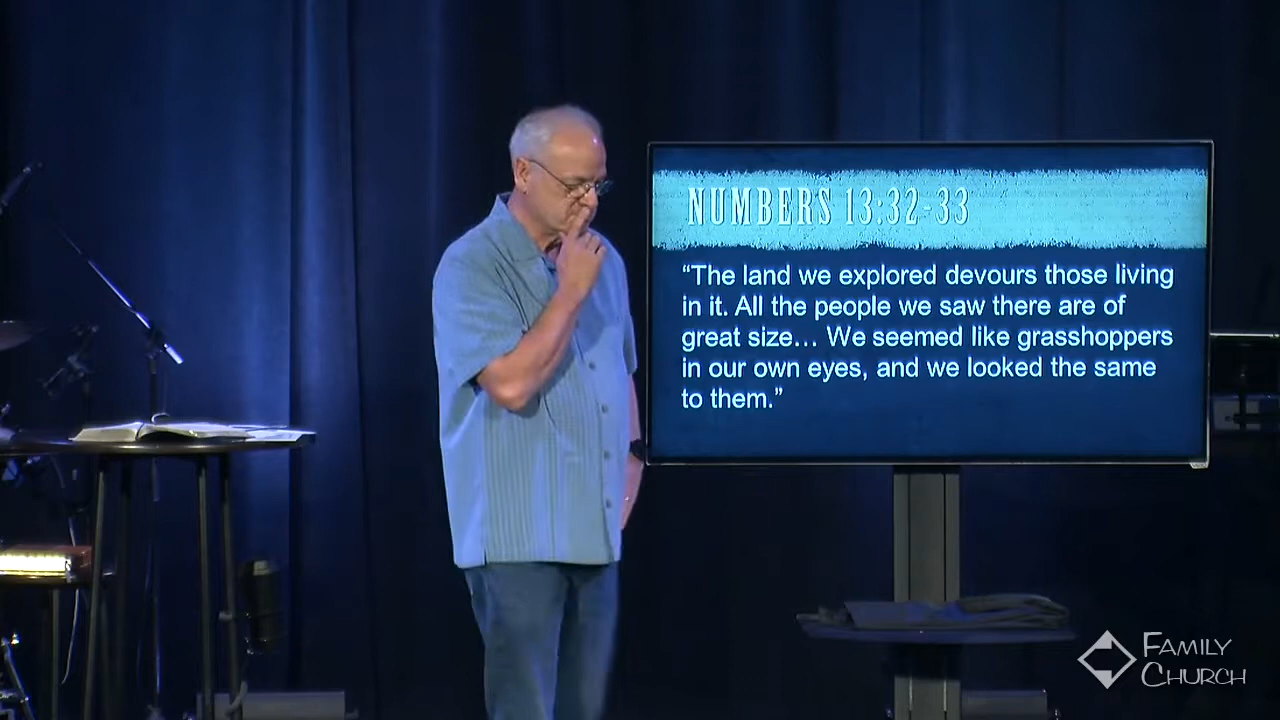 NUMBERS 13:32-33
“The land we explored devours those living
in it. All the people we saw there are of
great size... We seemed like grasshoppers
in our own eyes, and we looked the same
to them.”
FAMILY
CHURCH